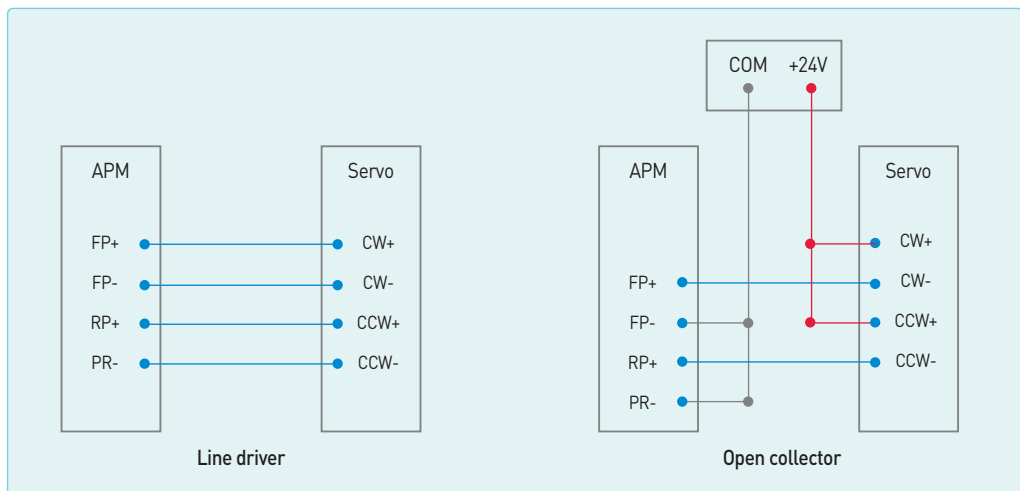 APM
Servo
FP+
CW+
FP-
CW-
RP+
CCW+
PR-
CCW-
Line driver
COM +24V
APM
Servo
CW+
FP+
CW-
FP-
CCW+
RP+
CCW-
PR-
Open collector